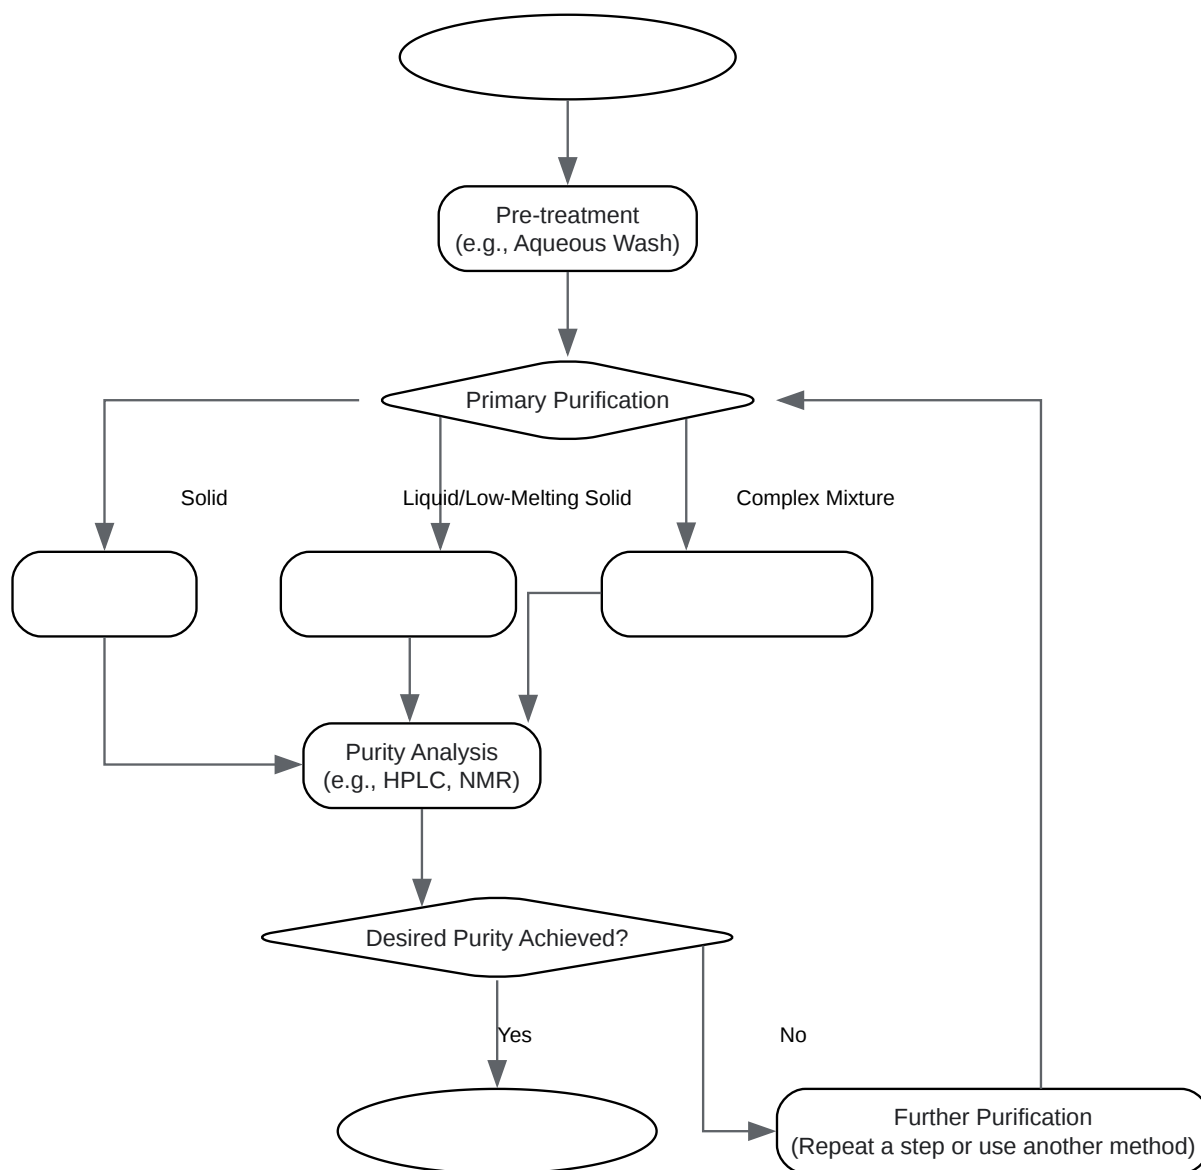 Pre-treatment
(e.g., Aqueous Wash)
Primary Purification
Solid
Liquid/Low-Melting Solid
Complex Mixture
Purity Analysis
(e.g., HPLC, NMR)
Desired Purity Achieved?
Yes
No
Further Purification
(Repeat a step or use another method)